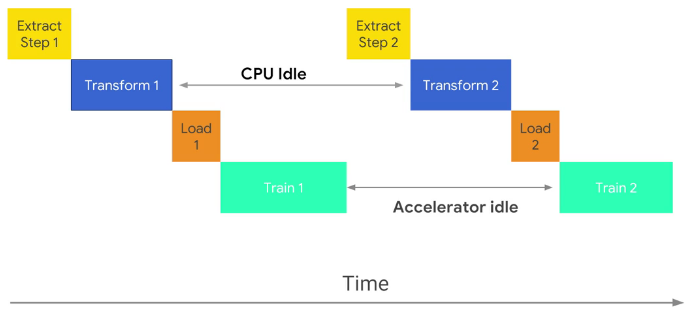 Extract
Step 1
Extract
Step 2
Transform 1
CPU Idle
Transform 2
Load
1
Load
2
Train 1
Accelerator idle
Train 2
Time